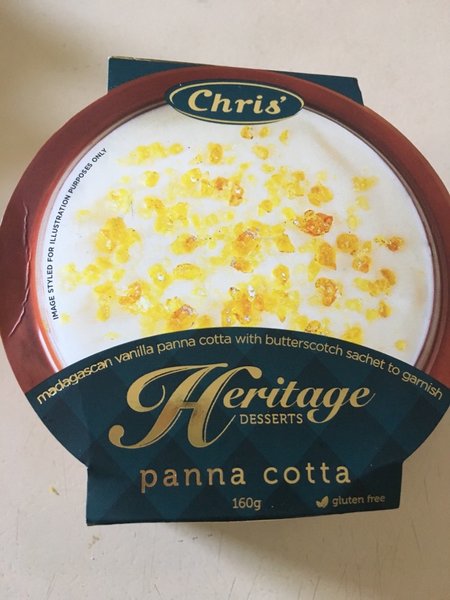 Chris'
IMAGE STYLED FOR ILLUSTRATION PURPOSES ONLY
madagascan vanilla panna cotta with butterscotch sachet to garnish
Heritage
DESSERTS
panna cotta
160g
gluten free